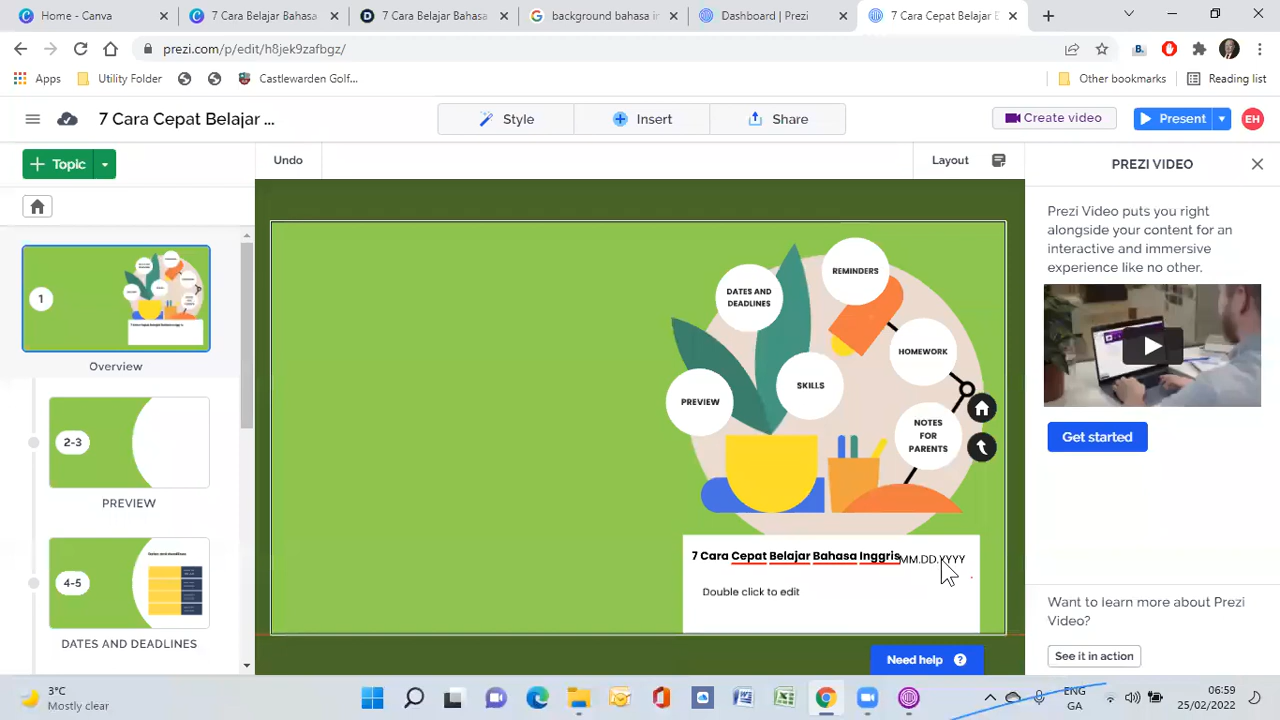 Home - Canva
7 Cara Belajar Bahasa
7 Cara Belajar Bahasa
background bahasa in
Dashboard | Prezi
7 Cara Cepat Belajar B
prezi.com/p/edit/h8jek9zafbgz/
Apps
Utility Folder
Castlewarden Golf...
Other bookmarks
Reading list
7 Cara Cepat Belajar ...
Style
Insert
Share
Create video
Present
EH
Topic
Undo
Layout
PREZI VIDEO
Prezi Video puts you right
alongside your content for an
interactive and immersive
experience like no other.
Get started
Want to learn more about Prezi
Video?
See it in action
1
Overview
2-3
PREVIEW
4-5
Dates and deadlines
DATES AND DEADLINES
REMINDERS
DATES AND
DEADLINES
HOMEWORK
SKILLS
PREVIEW
NOTES
FOR
PARENTS
7 Cara Cepat Belajar Bahasa Inggris
MM.DD.YYYY
Double click to edit
Need help ?
3°C
Mostly clear
ENG
GA
06:59
25/02/2022